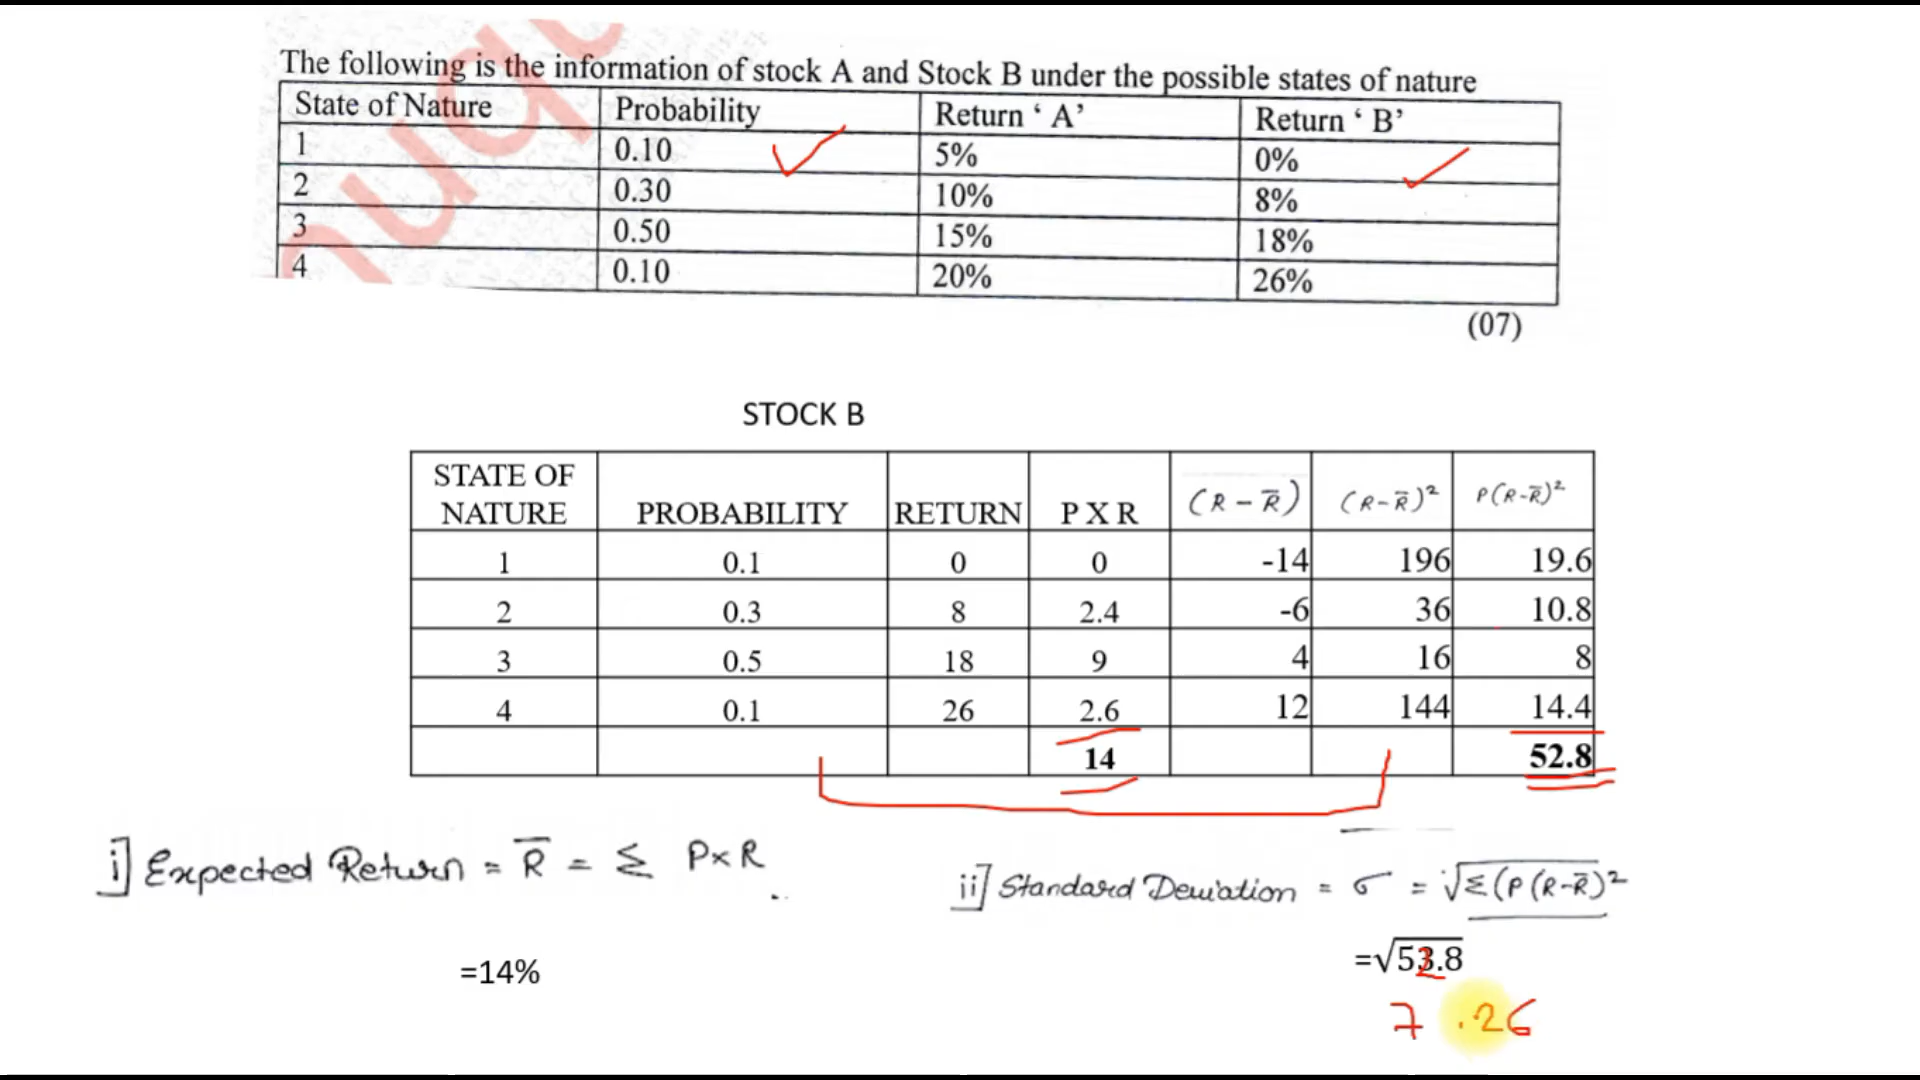 The following is the information of stock A and Stock B under the possible states of nature
State of Nature Probability Return ‘ A’ Return ‘ B’
1 0.10 5% 0%
2 0.30 10% 8%
3 0.50 15% 18%
4 0.10 20% 26%
(07)
STOCK B
STATE OF NATURE PROBABILITY RETURN P X R (R - R̅) (R-R̅)² P(R-R̅)²
1 0.1 0 0 -14 196 19.6
2 0.3 8 2.4 -6 36 10.8
3 0.5 18 9 4 16 8
4 0.1 26 2.6 12 144 14.4
14 52.8
i] Expected Return = R̅ = Σ P×R
=14%
ii] Standard Deviation = σ = √Σ(P(R-R̅)²
=√52.8
7 .26